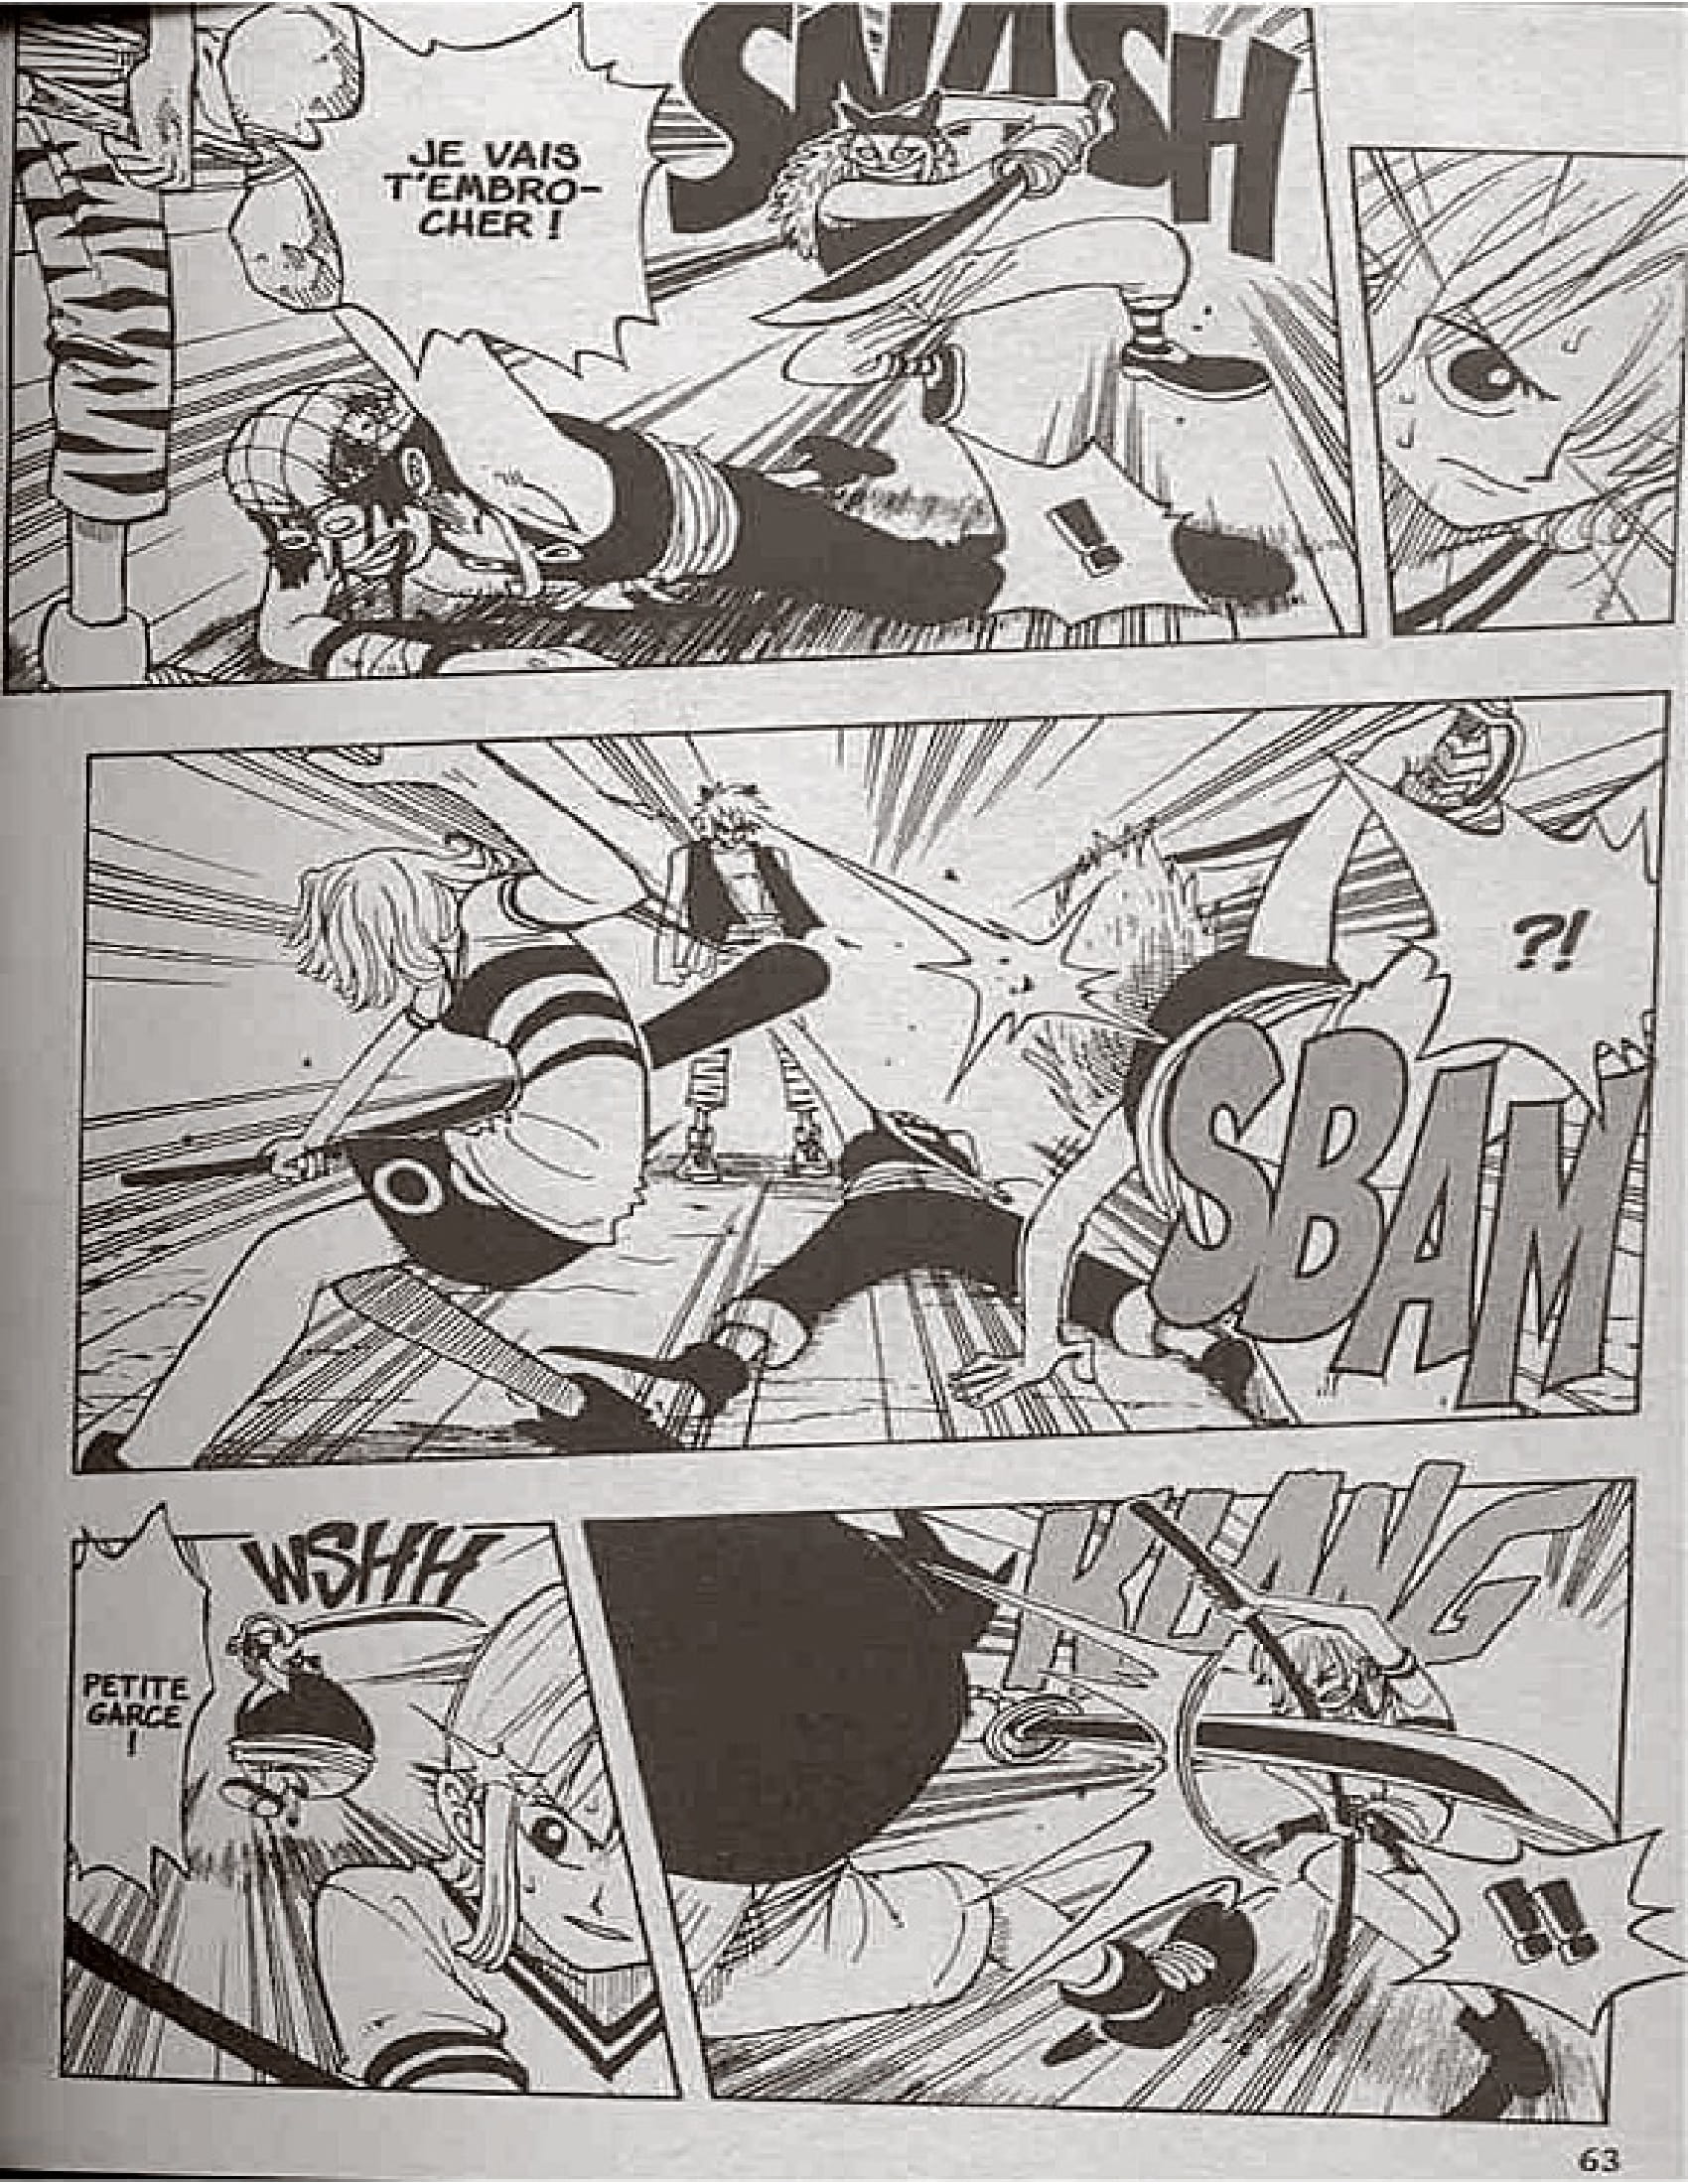 SNASH
JE VAIS
T'EMBRO-
CHER !
!!
?!
SBAM
KLANG
!!
!!
WSHH
PETITE
GARCE
!
63